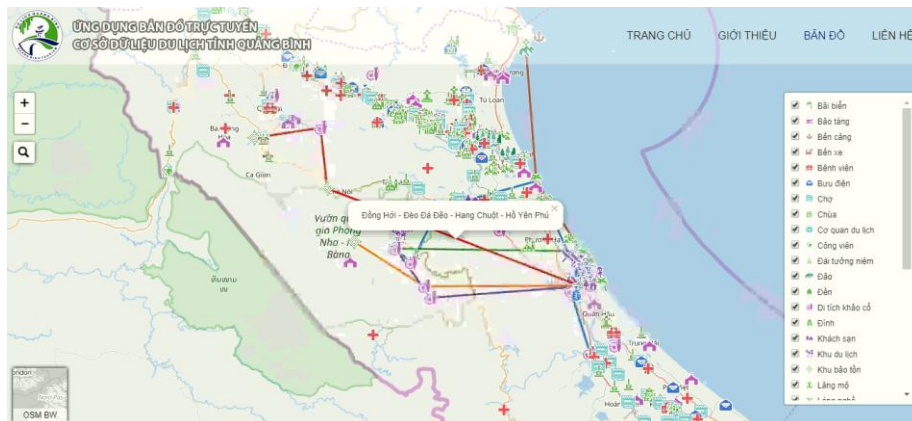 ỨNG DỤNG BẢN ĐỒ TRỰC TUYẾN
CƠ SỞ DỮ LIỆU DU LỊCH TỈNH QUẢNG BÌNH
TRANG CHỦ
GIỚI THIỆU
BẢN ĐỒ
LIÊN HỆ
+
−
Tú Loan
Ca Gion
Đồng Hới - Đèo Đá Đẽo - Hang Chuột - Hồ Yên Phú
×
Vườn qu
gia Phong
Nha -
Bàng
Quán Hàu
Bãi biển
Bảo tàng
Bến cảng
Bến xe
Bệnh viện
Bưu điện
Chợ
Chùa
Cơ quan du lịch
Công viên
Đài tưởng niệm
Đảo
Đền
Di tích khảo cổ
Đình
Khách sạn
Khu du lịch
Khu bảo tồn
Lăng mộ
Làng nghề
OSM BW